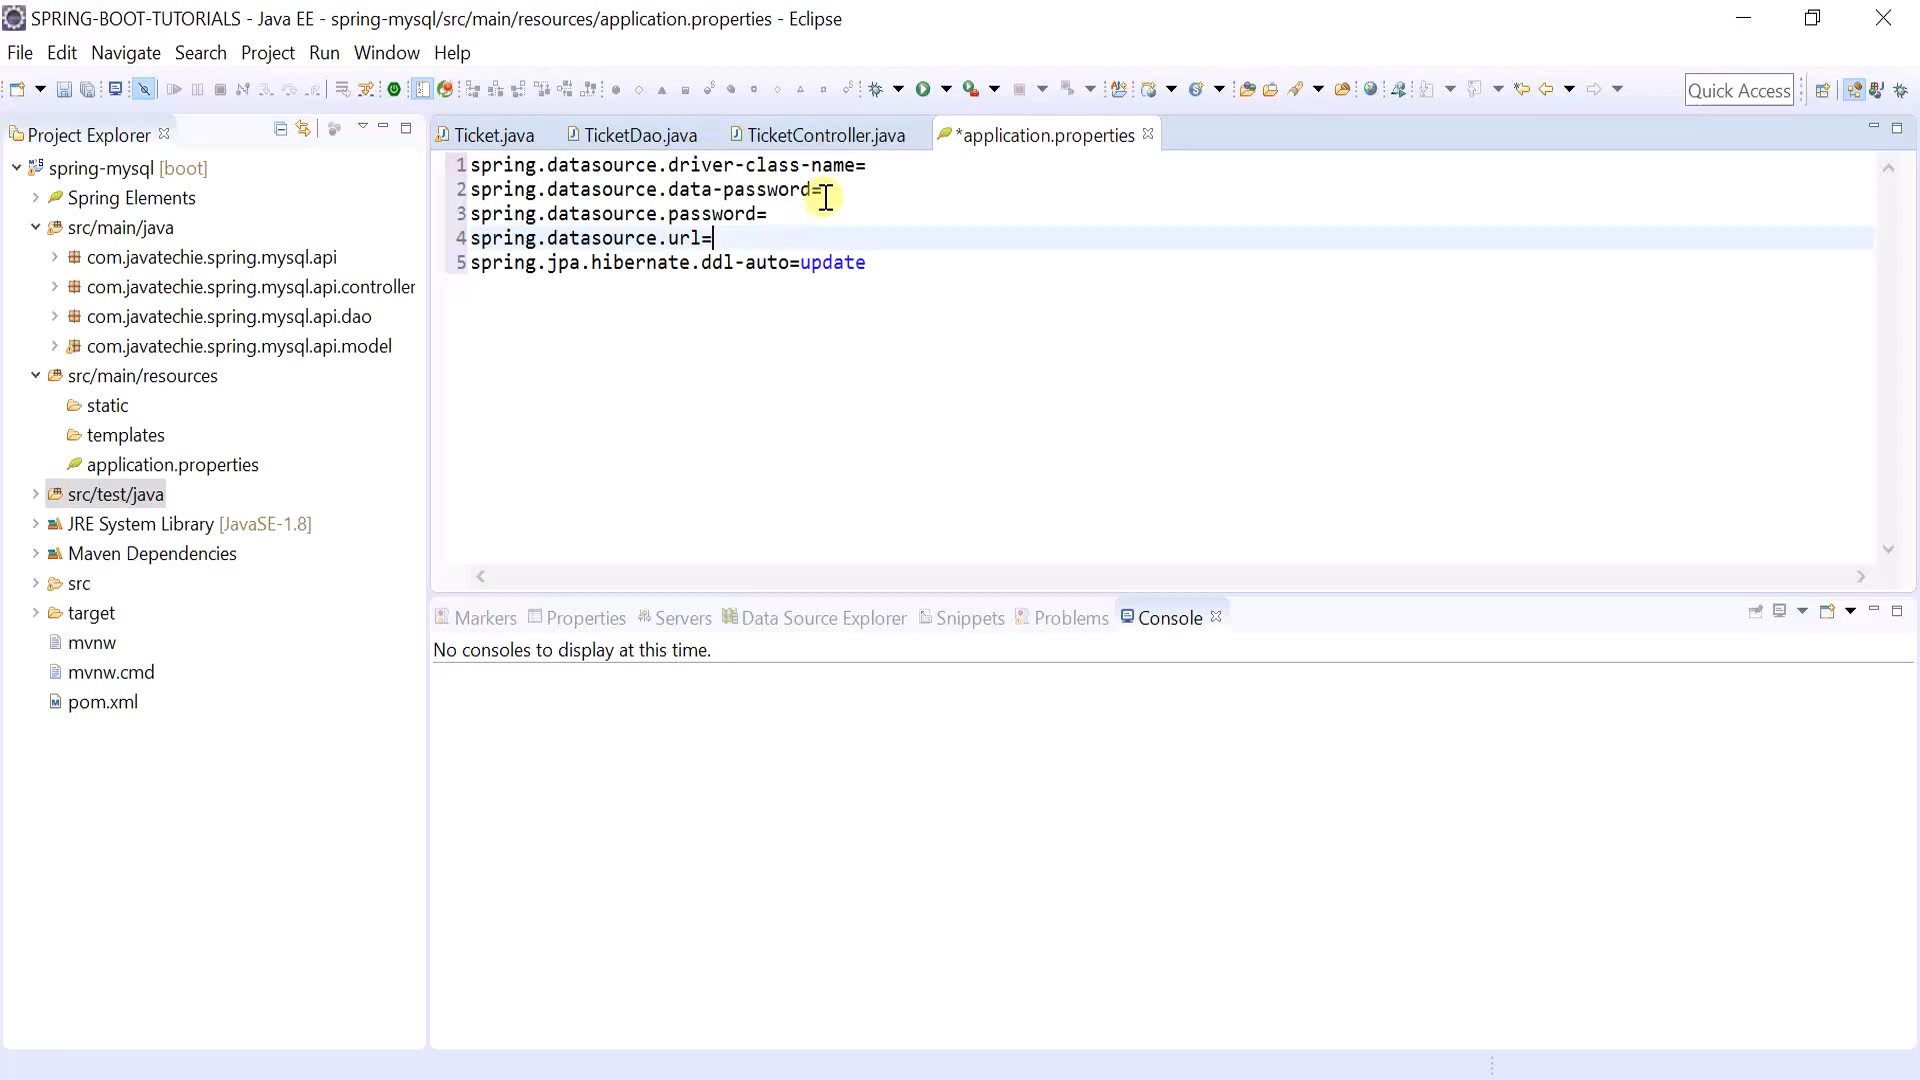 SPRING-BOOT-TUTORIALS - Java EE - spring-mysql/src/main/resources/application.properties - Eclipse
File Edit Navigate Search Project Run Window Help
Quick Access
Project Explorer
spring-mysql [boot]
Spring Elements
src/main/java
com.javatechie.spring.mysql.api
com.javatechie.spring.mysql.api.controller
com.javatechie.spring.mysql.api.dao
com.javatechie.spring.mysql.api.model
src/main/resources
static
templates
application.properties
src/test/java
JRE System Library [JavaSE-1.8]
Maven Dependencies
src
target
mvnw
mvnw.cmd
pom.xml
Ticket.java TicketDao.java TicketController.java *application.properties
1 spring.datasource.driver-class-name=
2 spring.datasource.data-password=
3 spring.datasource.password=
4 spring.datasource.url=
5 spring.jpa.hibernate.ddl-auto=update
Markers Properties Servers Data Source Explorer Snippets Problems Console
No consoles to display at this time.